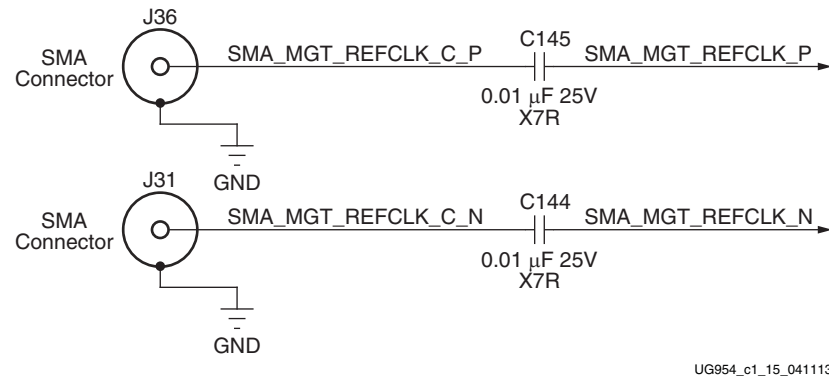 J36
SMA
Connector
SMA_MGT_REFCLK_C_P
C145
SMA_MGT_REFCLK_P
0.01 μF 25V
X7R
GND
J31
SMA
Connector
SMA_MGT_REFCLK_C_N
C144
SMA_MGT_REFCLK_N
0.01 μF 25V
X7R
GND
UG954_c1_15_041113